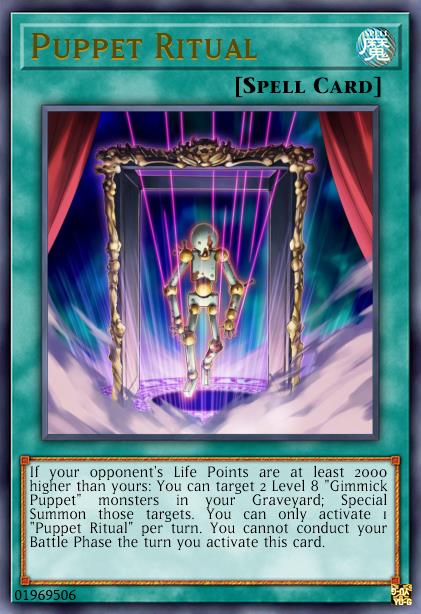 Puppet Ritual
SPELL
魔
[Spell Card]
If your opponent's Life Points are at least 2000
higher than yours: You can target 2 Level 8 "Gimmick
Puppet" monsters in your Graveyard; Special
Summon those targets. You can only activate 1
"Puppet Ritual" per turn. You cannot conduct your
Battle Phase the turn you activate this card.
01969506